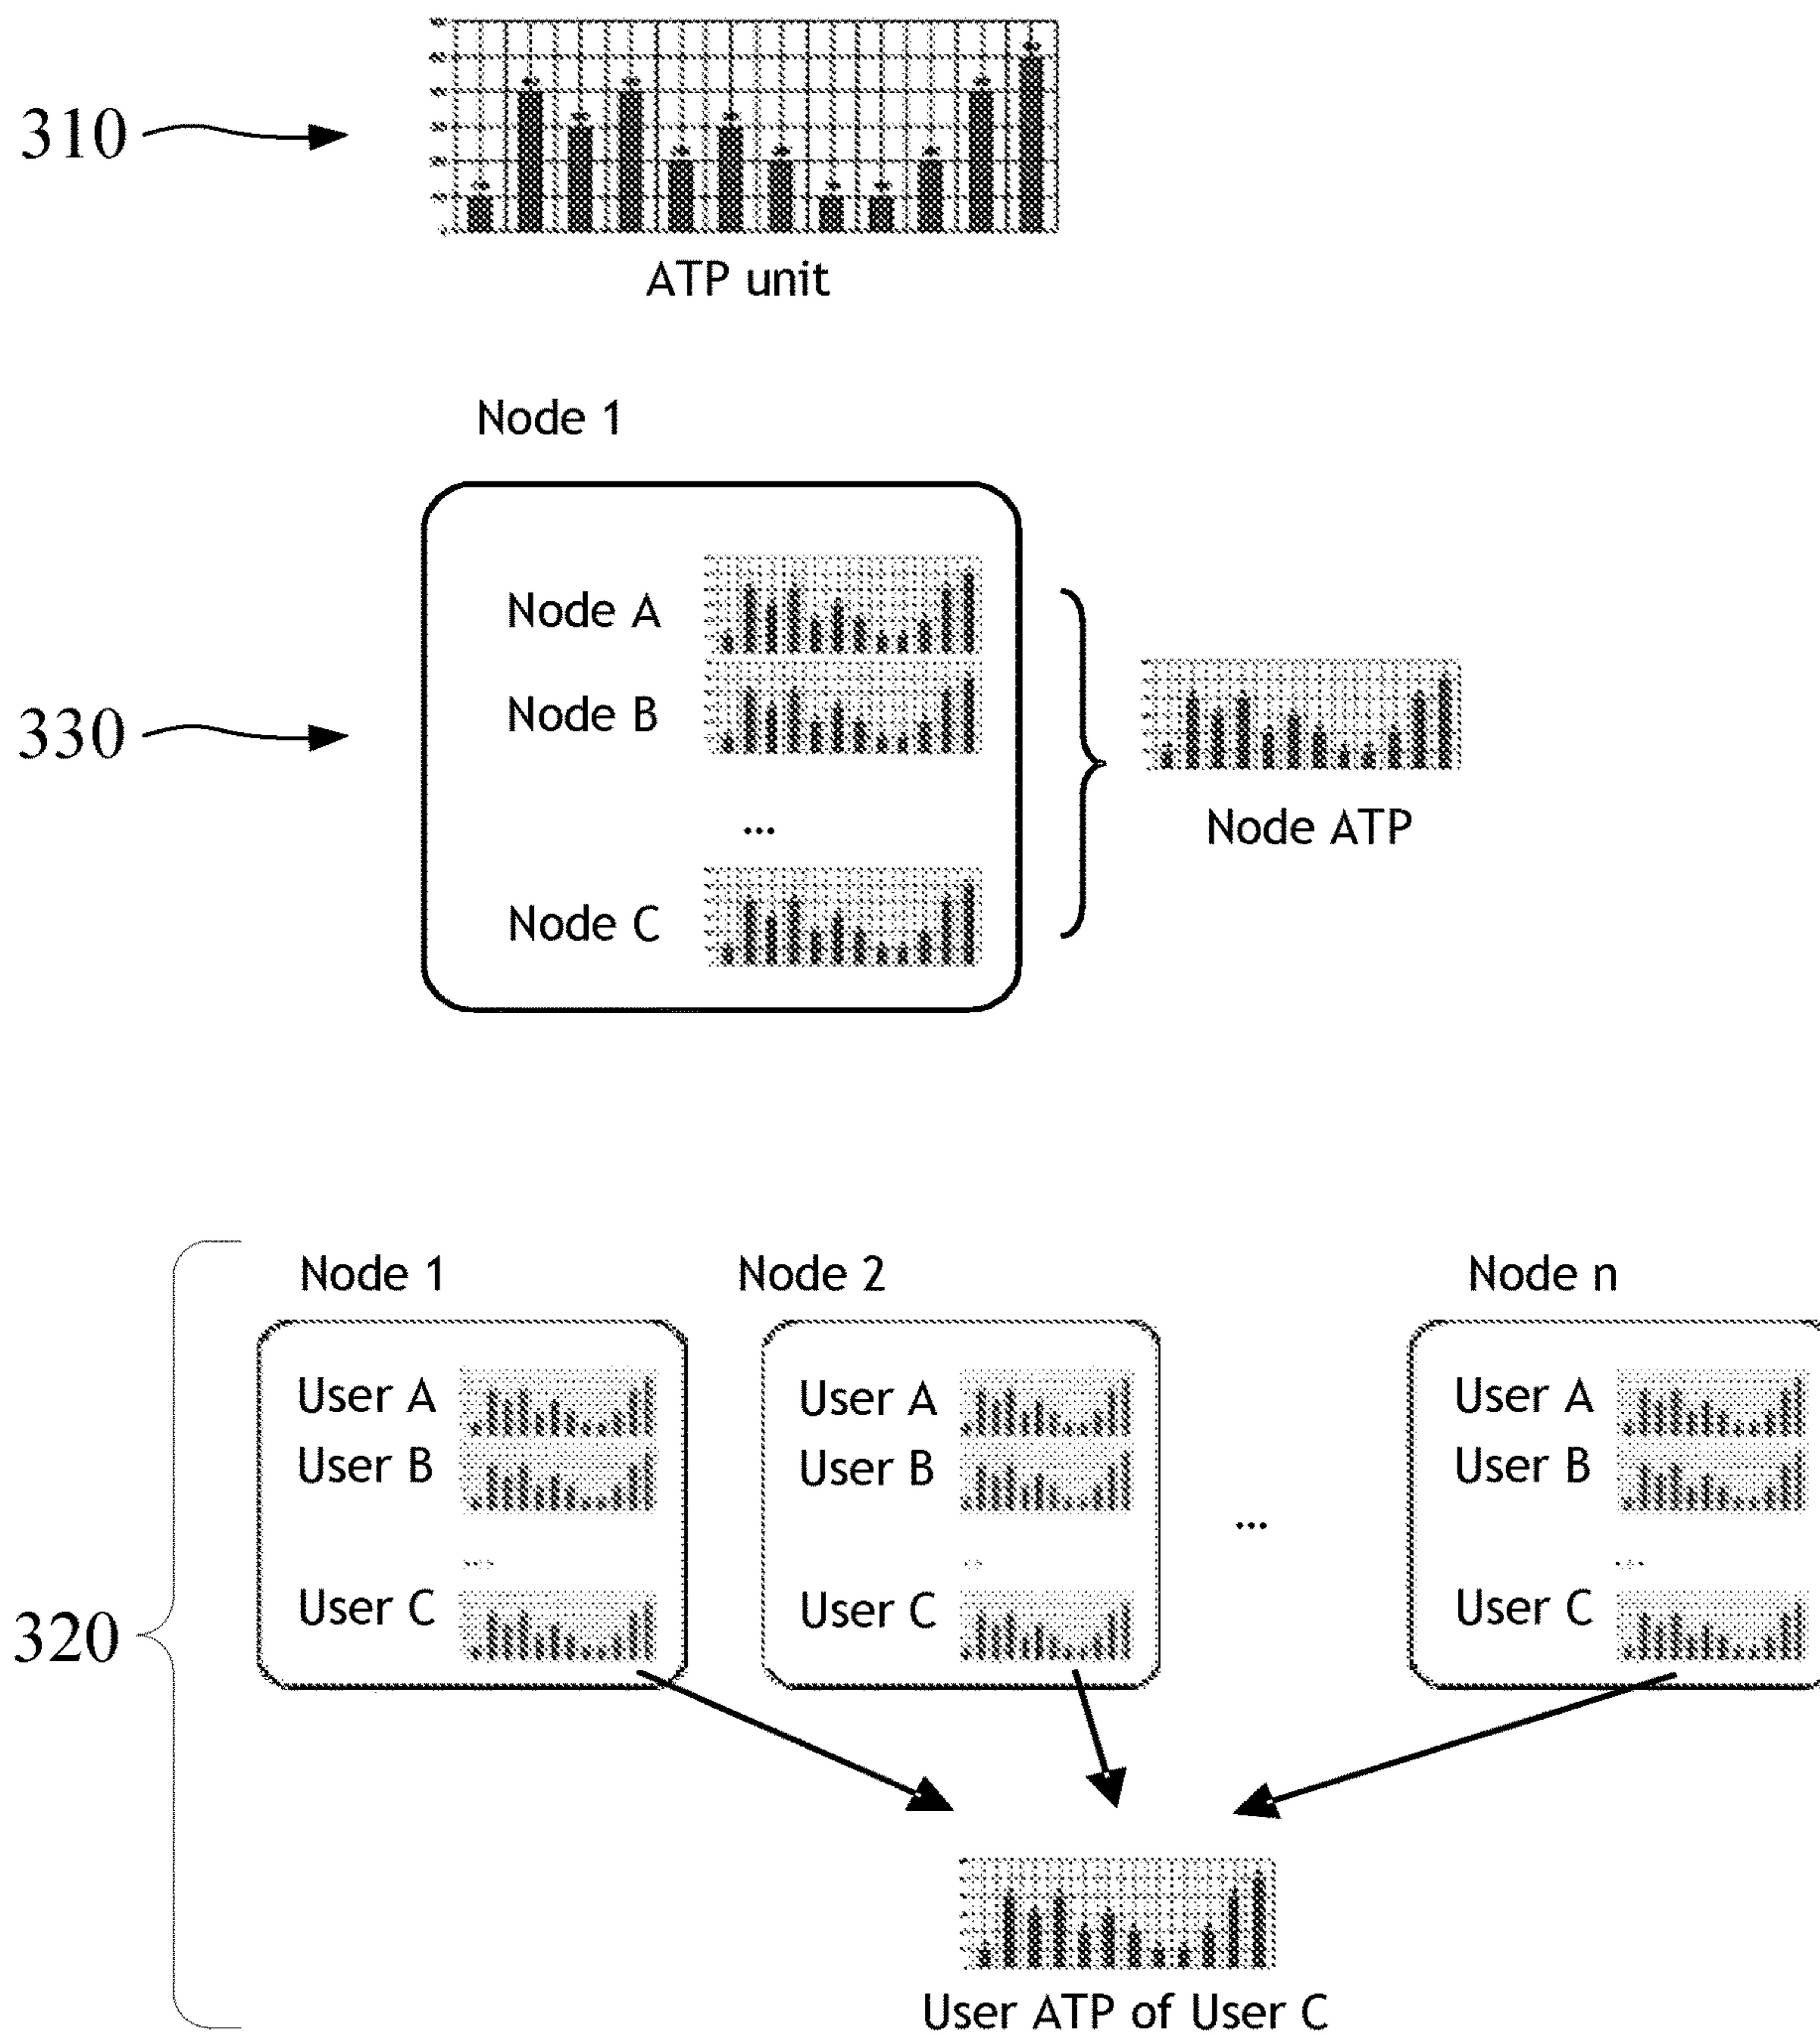 310
ATP unit
Node 1
Node A
Node B
330
...
Node ATP
Node C
Node 1 Node 2 Node n
User A User A User A
User B User B User B
...
... ... ...
User C User C User C
320
User ATP of User C